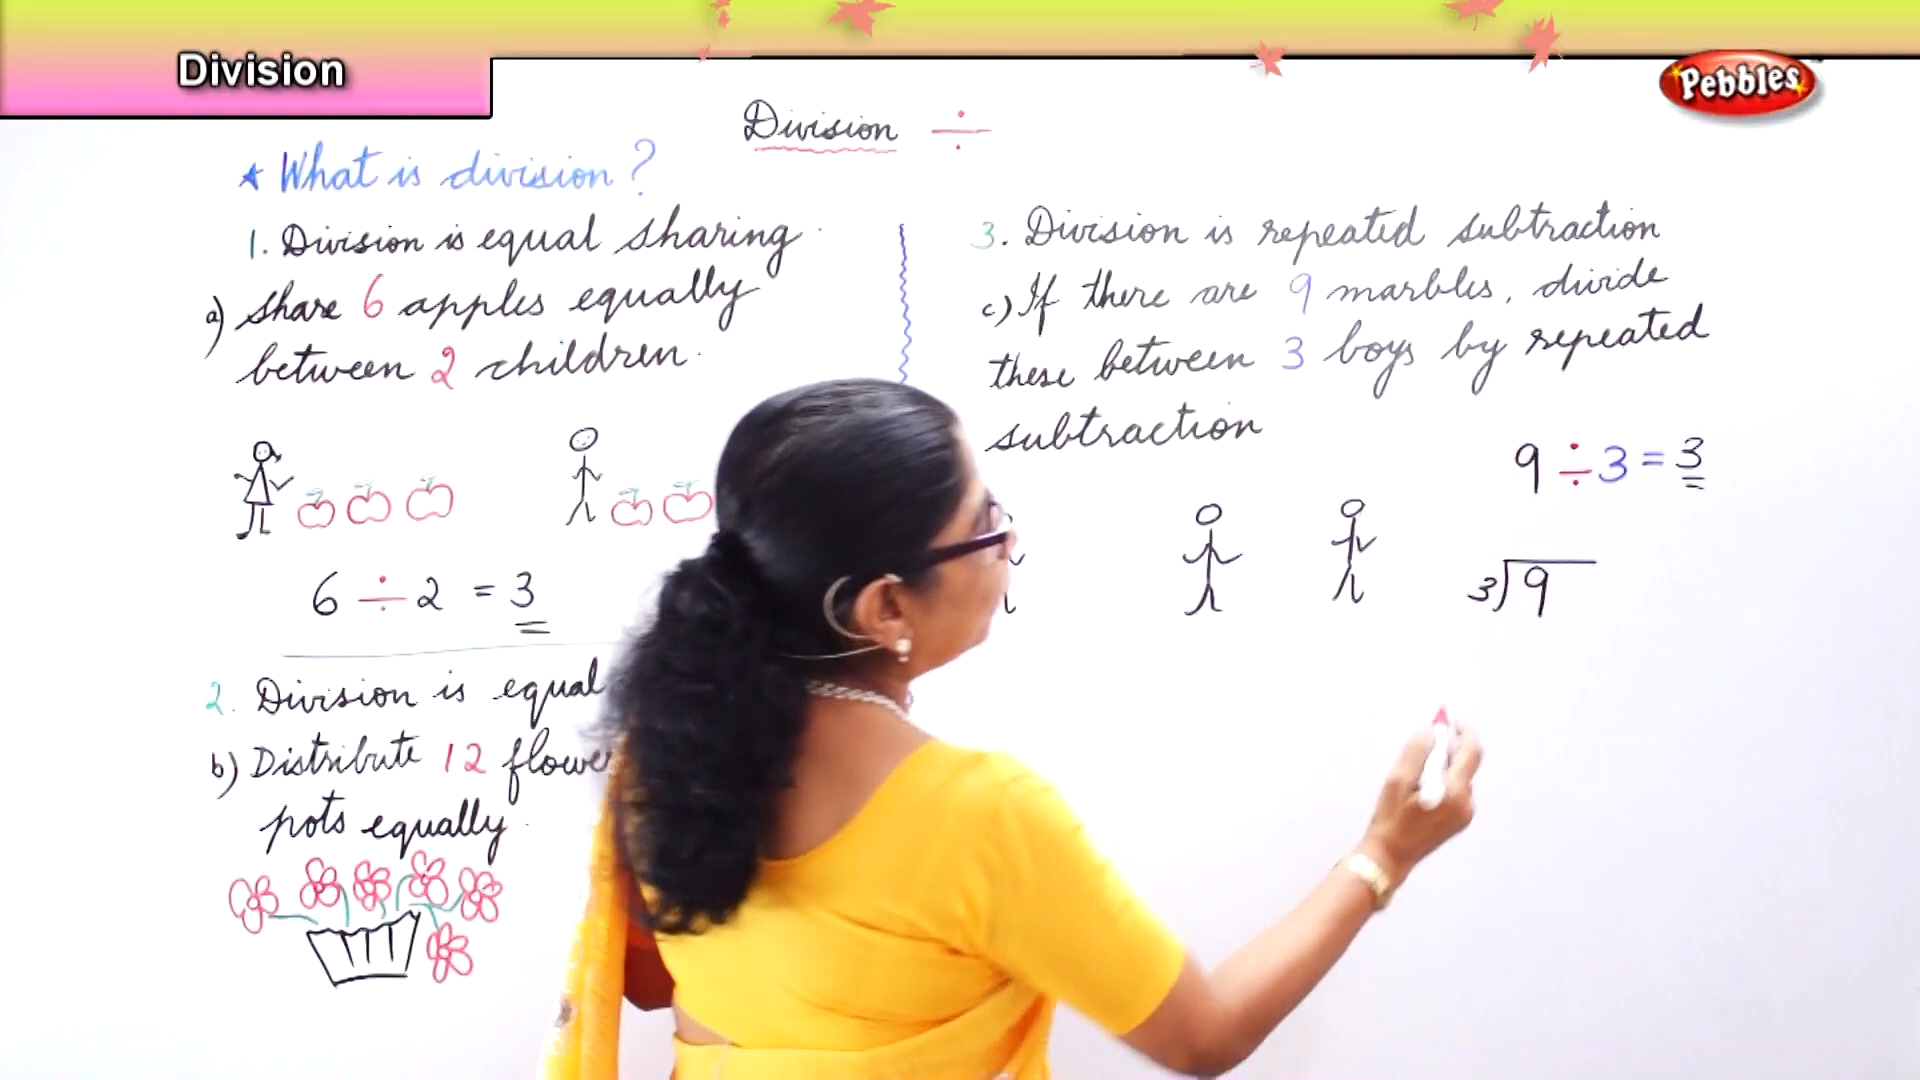 Division
Pebbles
Division ÷
* What is division?
1. Division is equal sharing
a) Share 6 apples equally
between 2 children.
6 ÷ 2 = 3
2. Division is equal
b) Distribute 12
pots equally.
3. Division is repeated subtraction
c) If there are 9 marbles, divide
these between 3 boys by repeated
subtraction
9 ÷ 3 = 3
3)9